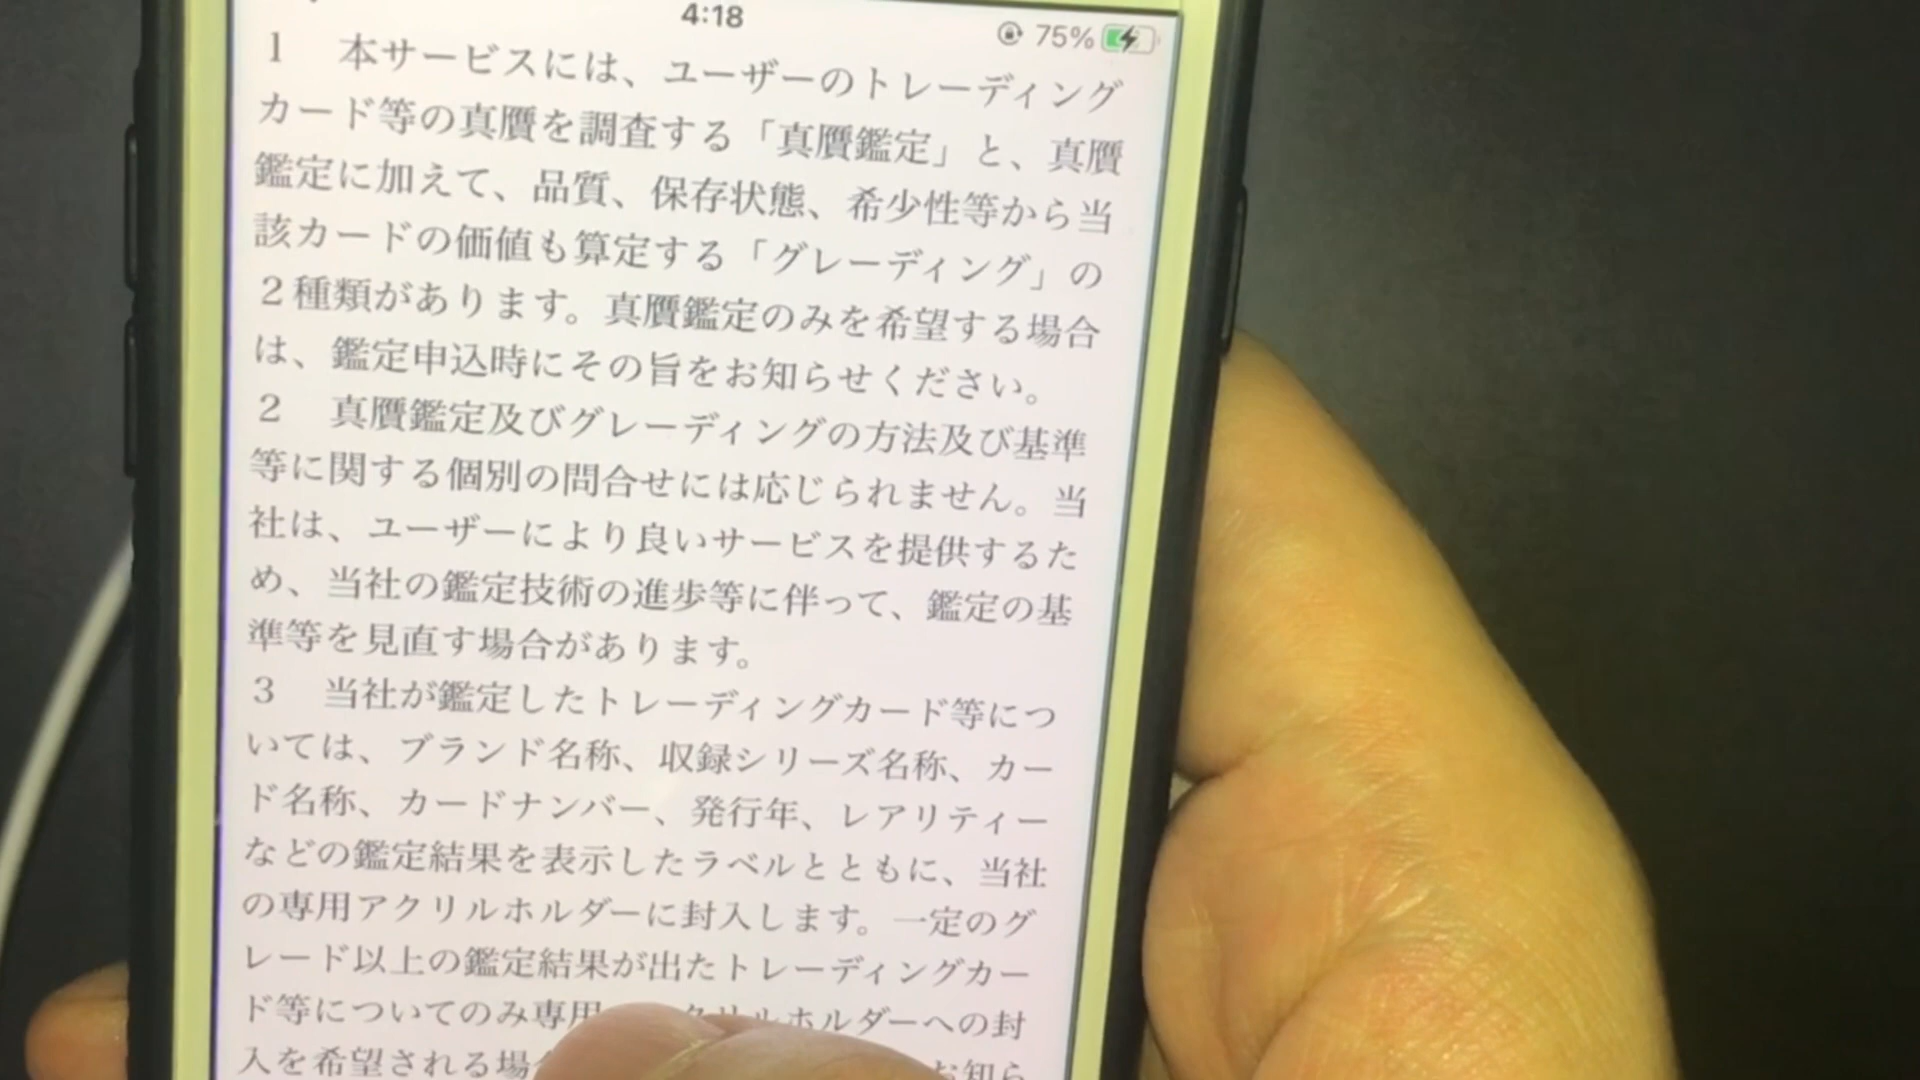 4:18
75%
1　本サービスには、ユーザーのトレーディング
カード等の真贋を調査する「真贋鑑定」と、真贋
鑑定に加えて、品質、保存状態、希少性等から当
該カードの価値も算定する「グレーディング」の
２種類があります。真贋鑑定のみを希望する場合
は、鑑定申込時にその旨をお知らせください。
2　真贋鑑定及びグレーディングの方法及び基準
等に関する個別の問合せには応じられません。当
社は、ユーザーにより良いサービスを提供するた
め、当社の鑑定技術の進歩等に伴って、鑑定の基
準等を見直す場合があります。
3　当社が鑑定したトレーディングカード等につ
いては、ブランド名称、収録シリーズ名称、カー
ド名称、カードナンバー、発行年、レアリティー
などの鑑定結果を表示したラベルとともに、当社
の専用アクリルホルダーに封入します。一定のグ
レード以上の鑑定結果が出たトレーディングカー
ド等についてのみ専用 クリルホルダーへの封
入を希望される場 お知ら